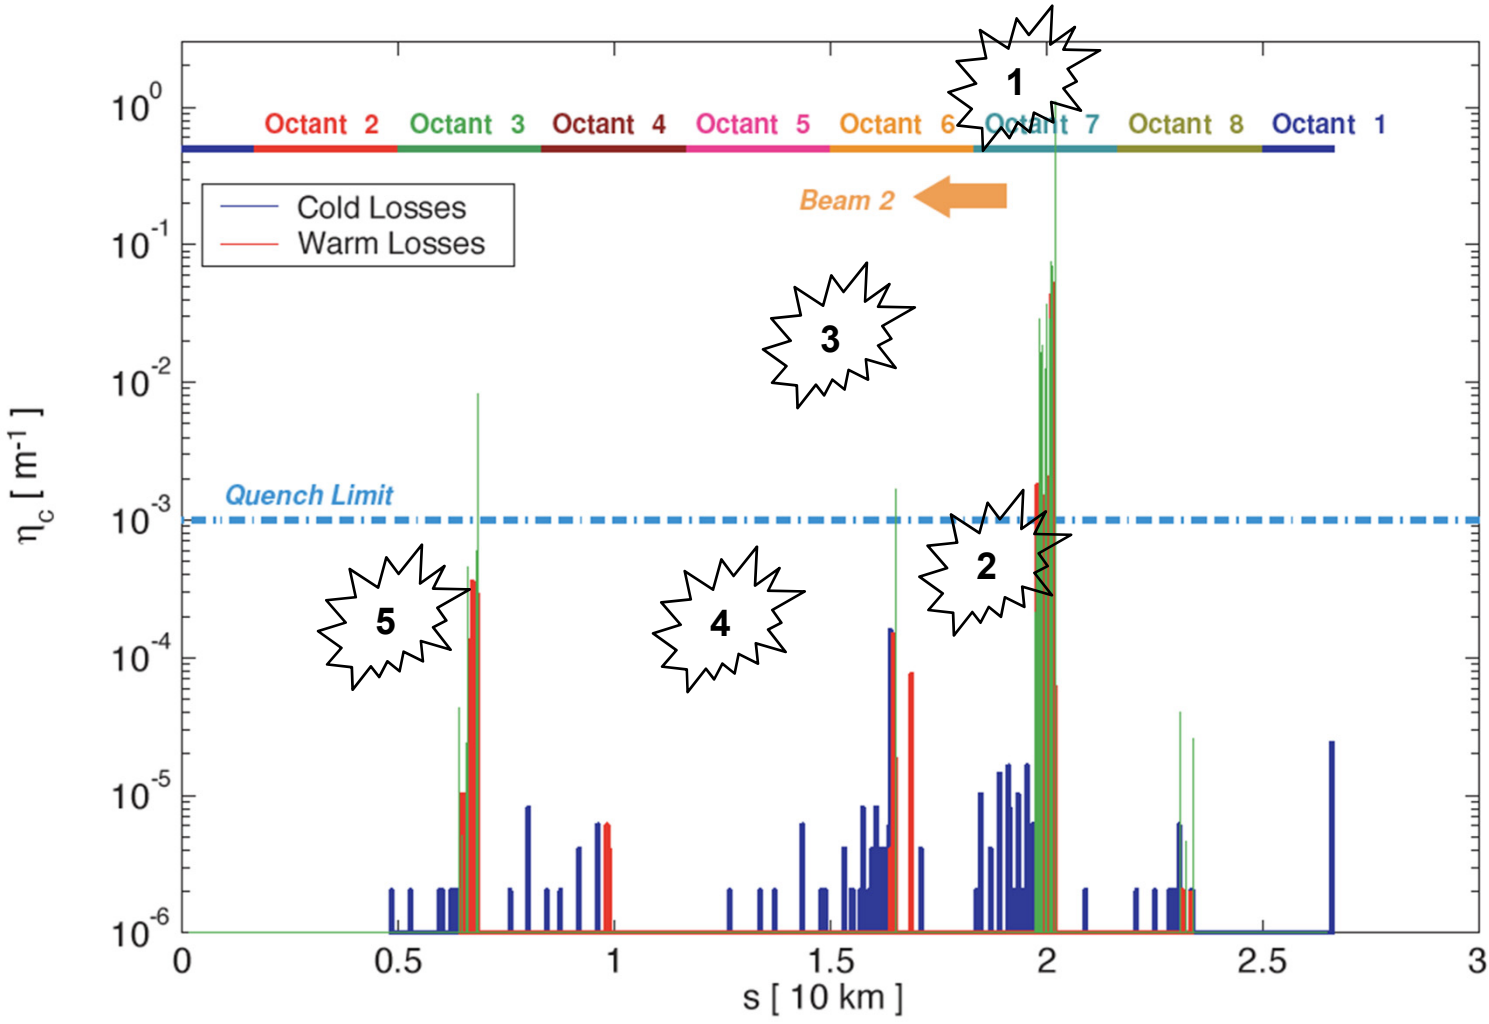 1
10^0
Octant 2 Octant 3 Octant 4 Octant 5 Octant 6 Octant 7 Octant 8 Octant 1
Cold Losses
Warm Losses
Beam 2
10^-1
3
10^-2
Quench Limit
10^-3
2
5
4
10^-4
10^-5
10^-6
η_c [ m^-1 ]
0 0.5 1 1.5 2 2.5 3
s [ 10 km ]